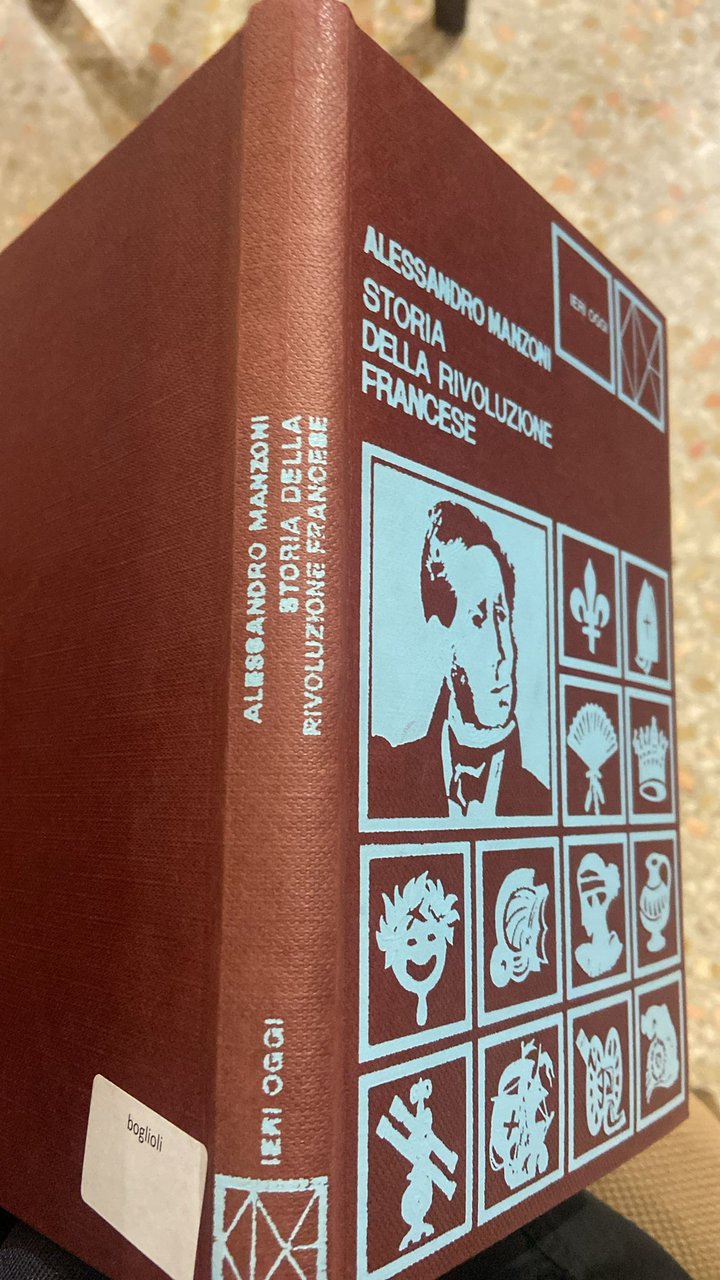 ALESSANDRO MANZONI
STORIA
DELLA RIVOLUZIONE
FRANCESE
IERI OGGI
ALESSANDRO MANZONI
STORIA DELLA
RIVOLUZIONE FRANCESE
IERI OGGI
boglioli